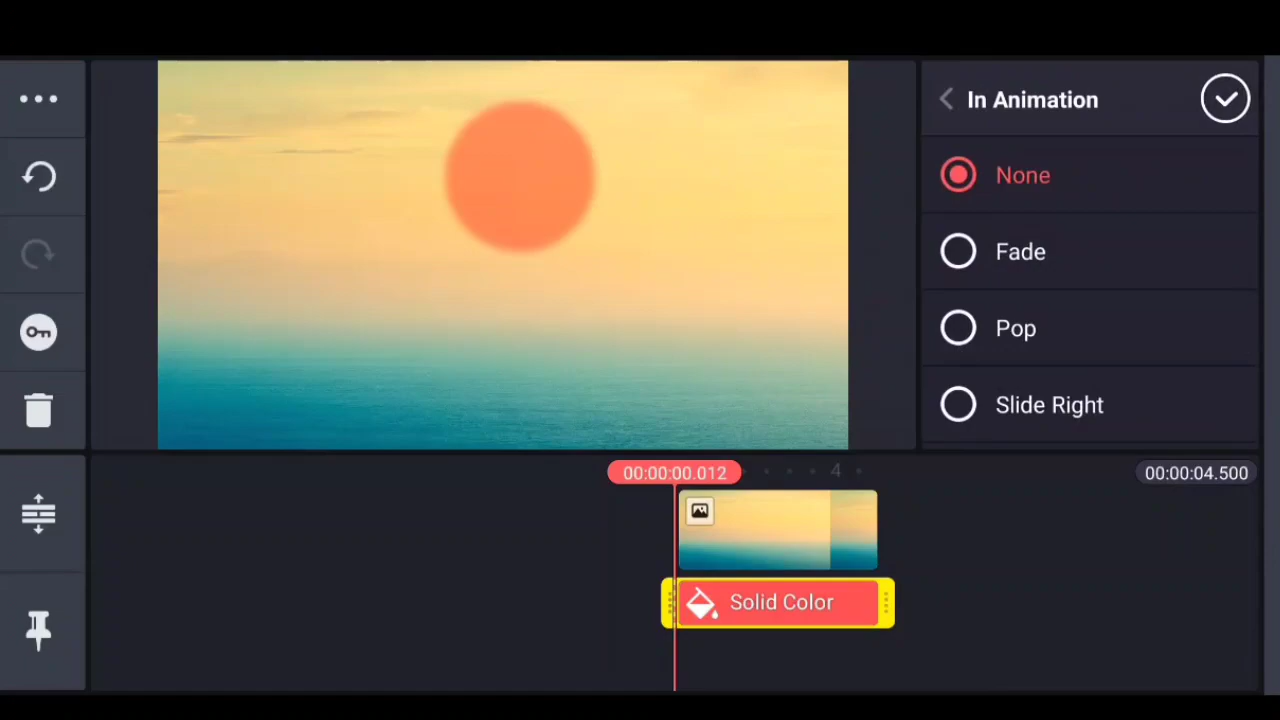 In Animation
None
Fade
Pop
Slide Right
00:00:00.012
4
00:00:04.500
Solid Color